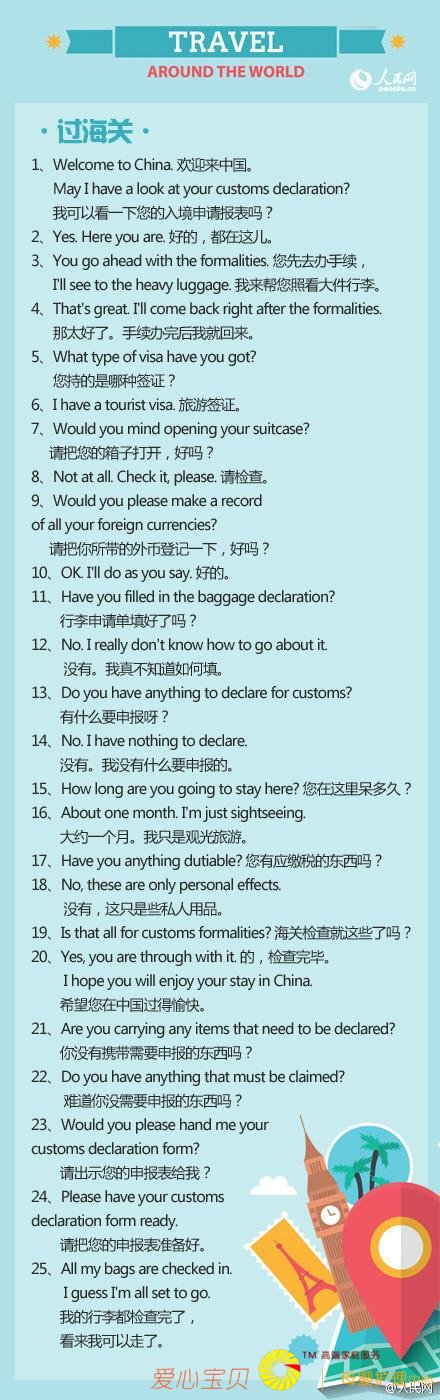 TRAVEL
AROUND THE WORLD
人民网
people.cn
·过海关·
1、Welcome to China. 欢迎来中国。
May I have a look at your customs declaration?
我可以看一下您的入境申请报表吗？
2、Yes. Here you are. 好的，都在这儿。
3、You go ahead with the formalities. 您先去办手续，
I'll see to the heavy luggage. 我来帮您照看大件行李。
4、That's great. I'll come back right after the formalities.
那太好了。手续办完后我就回来。
5、What type of visa have you got?
您持的是哪种签证？
6、I have a tourist visa. 旅游签证。
7、Would you mind opening your suitcase?
请把您的箱子打开，好吗？
8、Not at all. Check it, please. 请检查。
9、Would you please make a record
of all your foreign currencies?
请把你所带的外币登记一下，好吗？
10、OK. I'll do as you say. 好的。
11、Have you filled in the baggage declaration?
行李申请单填好了吗？
12、No. I really don't know how to go about it.
没有。我真不知道如何填。
13、Do you have anything to declare for customs?
有什么要申报呀？
14、No. I have nothing to declare.
没有。我没有什么要申报的。
15、How long are you going to stay here? 您在这里呆多久？
16、About one month. I'm just sightseeing.
大约一个月。我只是观光旅游。
17、Have you anything dutiable? 您有应缴税的东西吗？
18、No, these are only personal effects.
没有，这只是些私人用品。
19、Is that all for customs formalities? 海关检查就这些了吗？
20、Yes, you are through with it. 的，检查完毕。
I hope you will enjoy your stay in China.
希望您在中国过得愉快。
21、Are you carrying any items that need to be declared?
你没有携带需要申报的东西吗？
22、Do you have anything that must be claimed?
难道你没需要申报的东西吗？
23、Would you please hand me your
customs declaration form?
请出示您的申报表给我？
24、Please have your customs
declaration form ready.
请把您的申报表准备好。
25、All my bags are checked in.
I guess I'm all set to go.
我的行李都检查完了，
看来我可以走了。
爱心宝贝
TM 高端家庭服务
@人民网